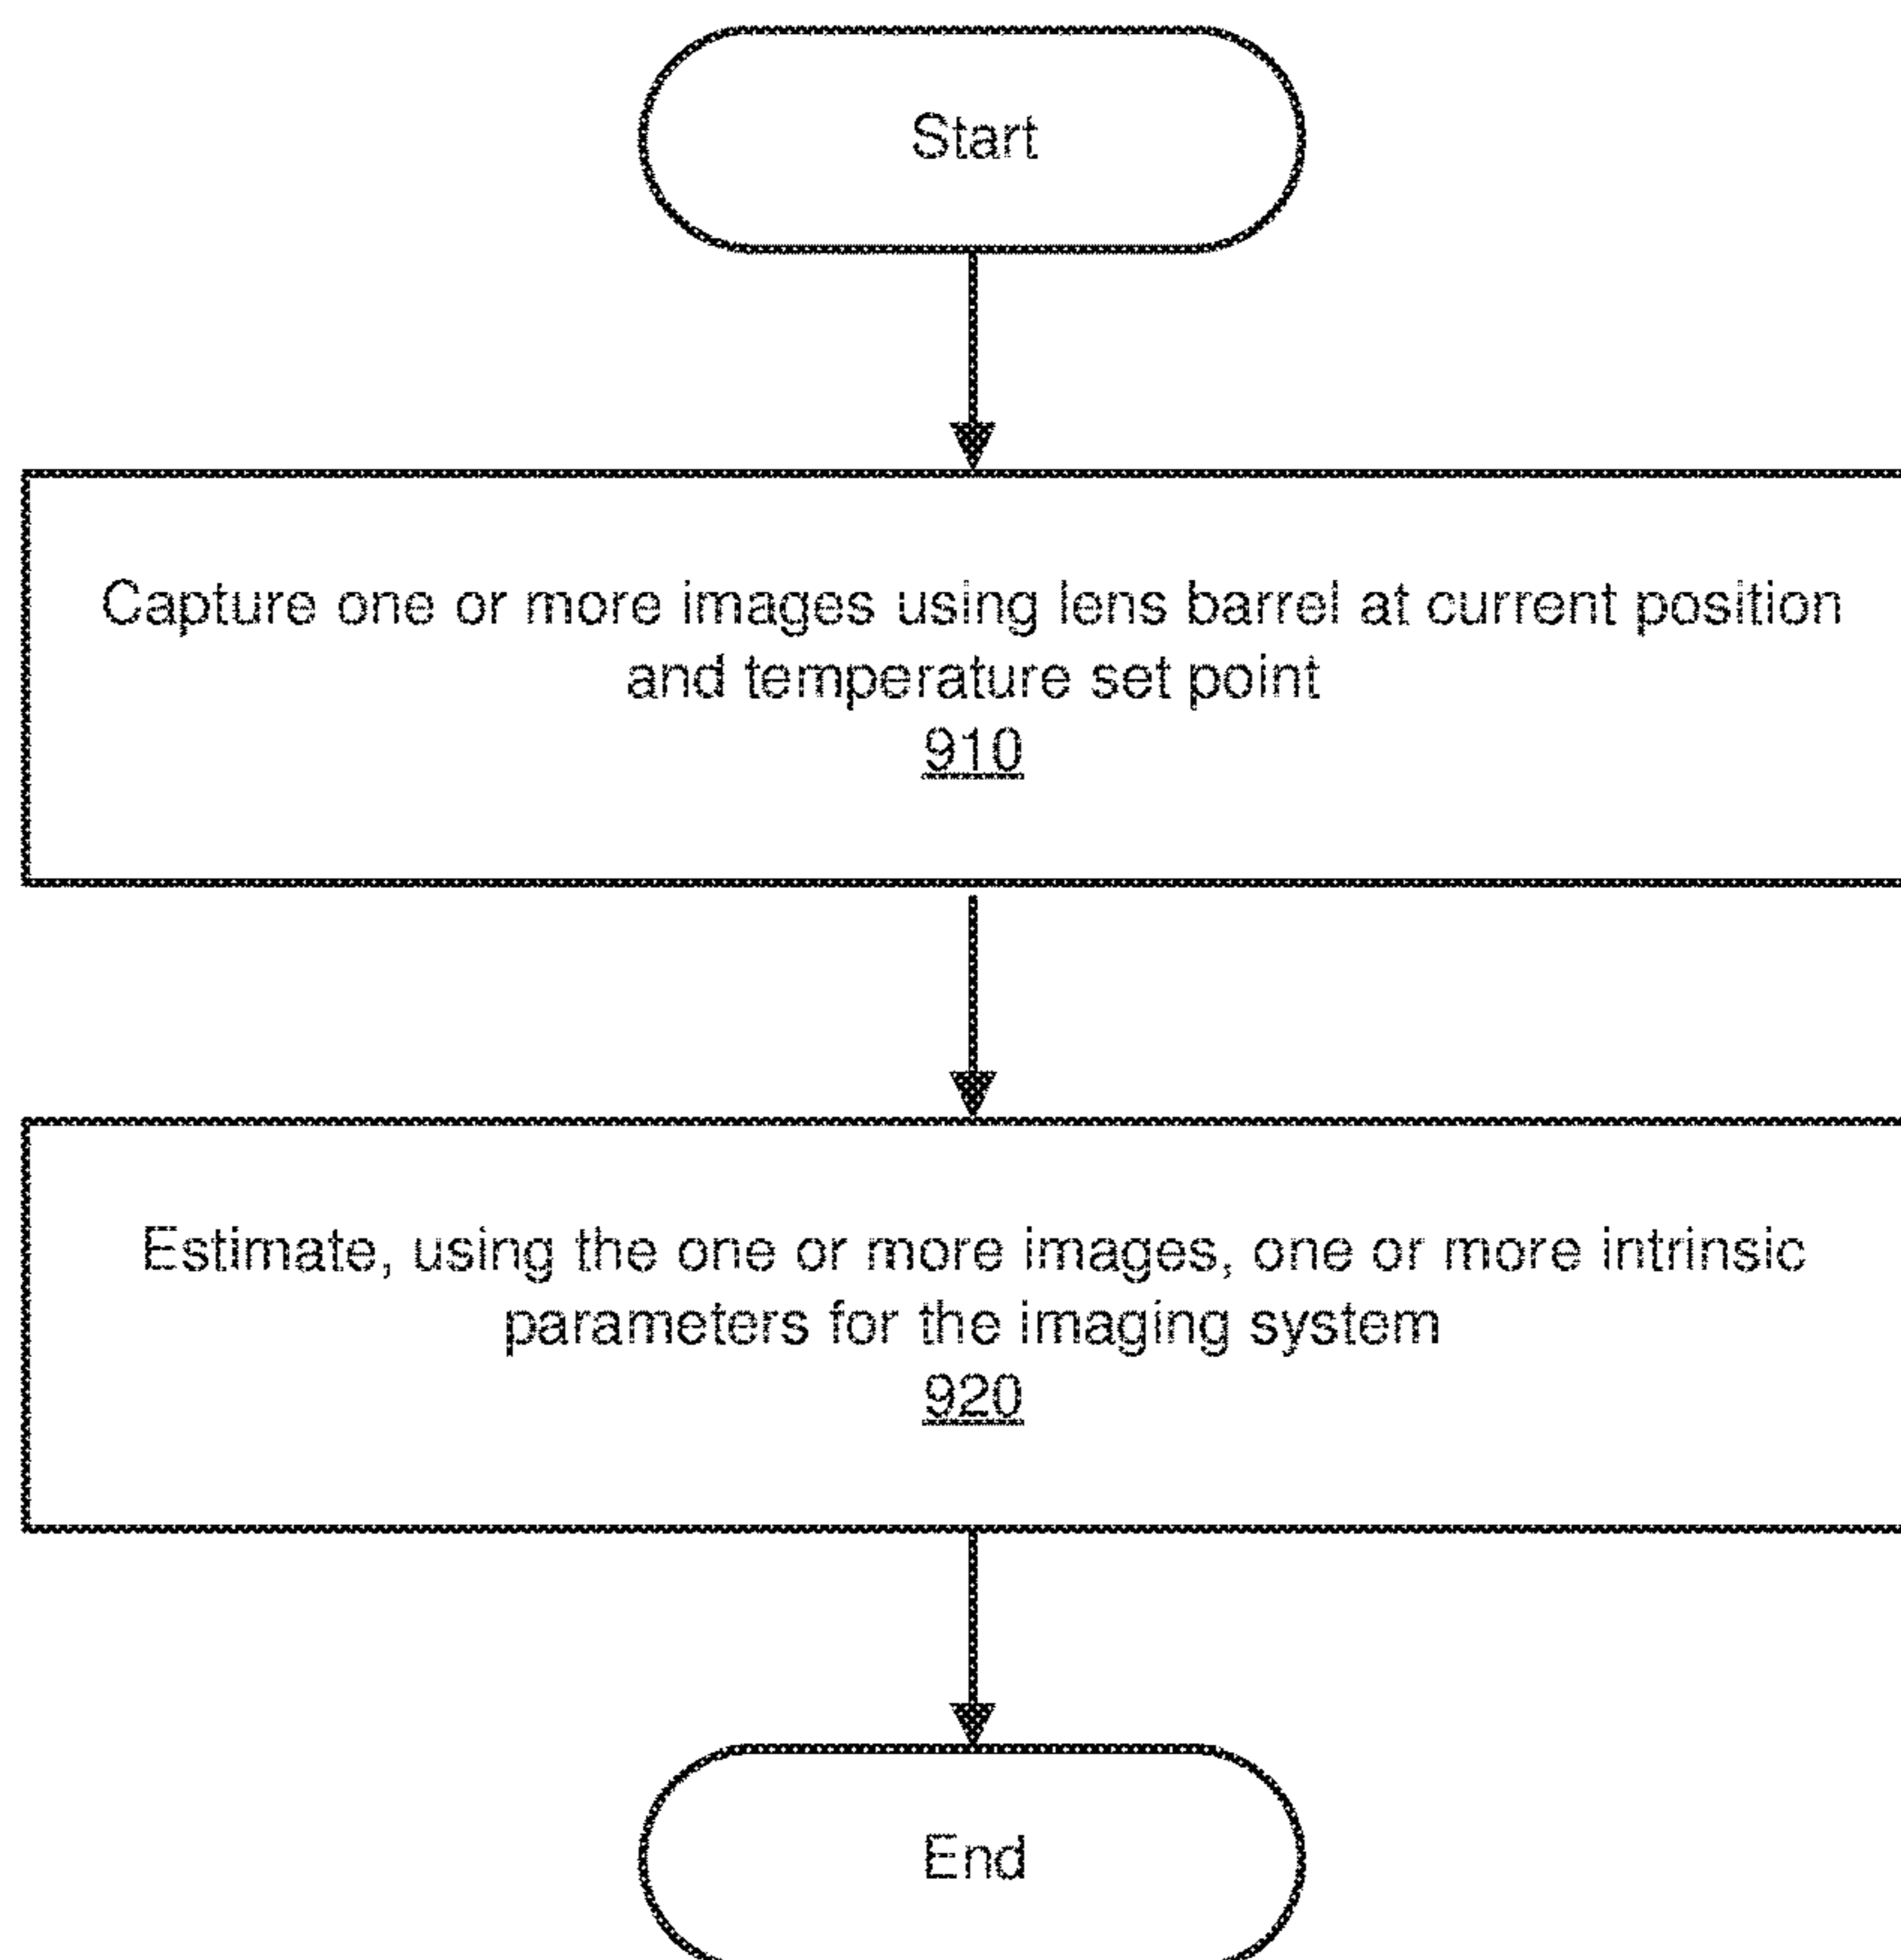 Start
Capture one or more images using lens barrel at current position
and temperature set point
910
Estimate, using the one or more images, one or more intrinsic
parameters for the imaging system
920
End